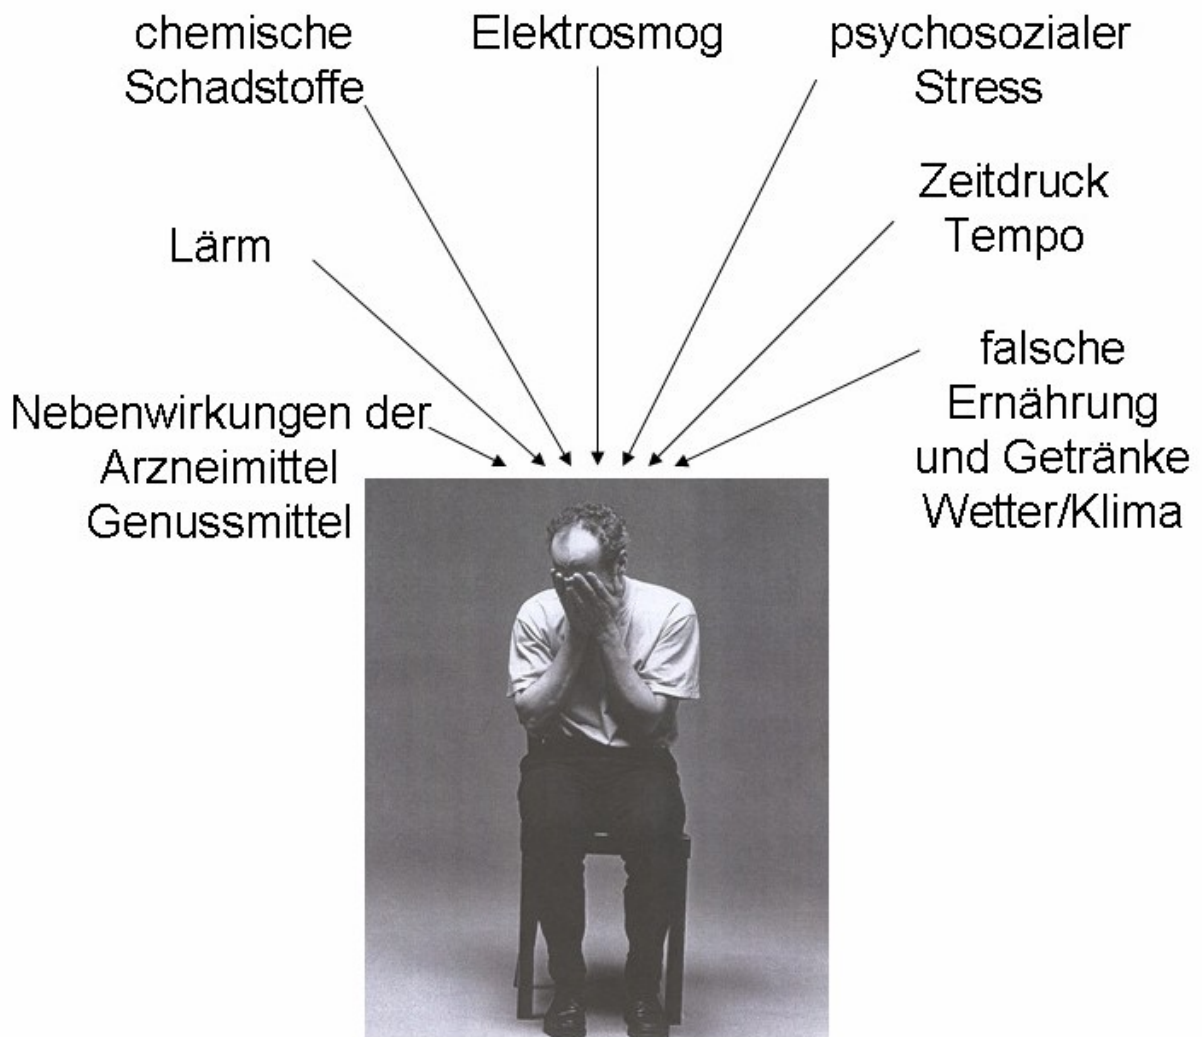 chemische
Schadstoffe
Elektrosmog
psychosozialer
Stress
Zeitdruck
Tempo
Lärm
falsche
Ernährung
und Getränke
Wetter/Klima
Nebenwirkungen der
Arzneimittel
Genussmittel